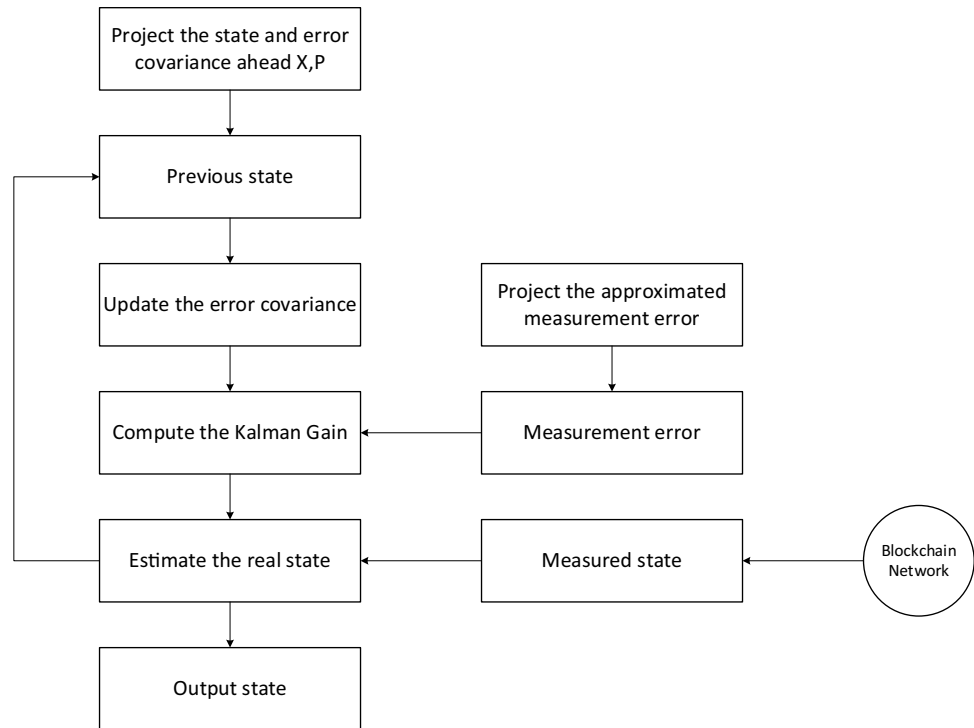 Project the state and error
covariance ahead X,P
Previous state
Update the error covariance
Project the approximated
measurement error
Compute the Kalman Gain
Measurement error
Estimate the real state
Measured state
Blockchain
Network
Output state